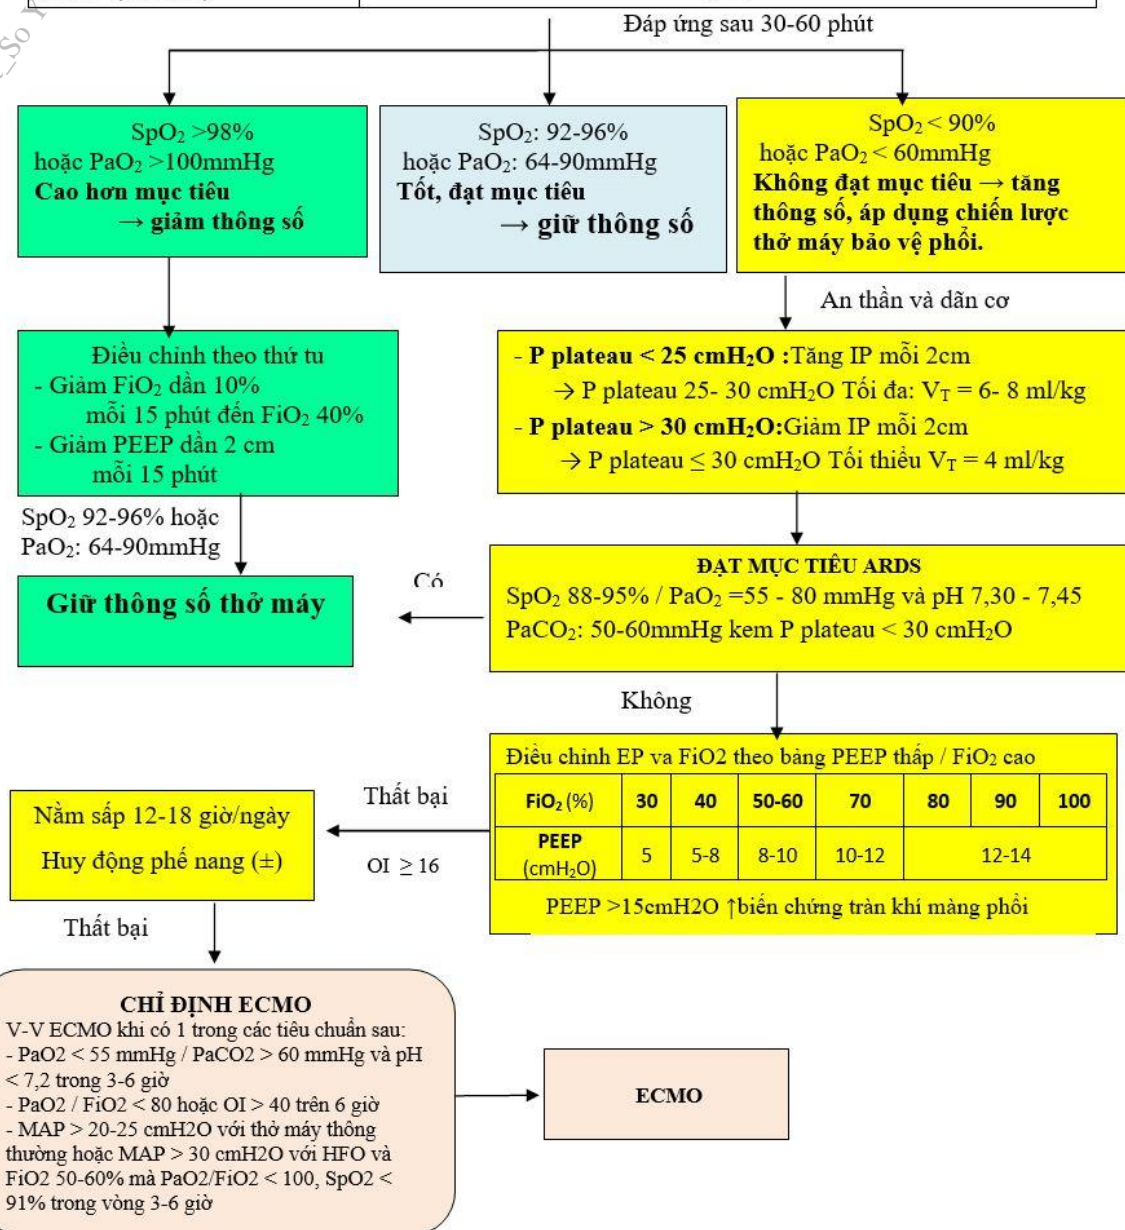 Đáp ứng sau 30-60 phút
SpO₂ >98%
hoặc PaO₂ >100mmHg
Cao hơn mục tiêu
→ giảm thông số
SpO₂: 92-96%
hoặc PaO₂: 64-90mmHg
Tốt, đạt mục tiêu
→ giữ thông số
SpO₂ < 90%
hoặc PaO₂ < 60mmHg
Không đạt mục tiêu → tăng
thông số, áp dụng chiến lược
thở máy bảo vệ phổi.
An thần và dãn cơ
Điều chỉnh theo thứ tu
- Giảm FiO₂ dần 10%
mỗi 15 phút đến FiO₂ 40%
- Giảm PEEP dần 2 cm
mỗi 15 phút
- P plateau < 25 cmH₂O :Tăng IP mỗi 2cm
→ P plateau 25- 30 cmH₂O Tối đa: V_T = 6- 8 ml/kg
- P plateau > 30 cmH₂O:Giảm IP mỗi 2cm
→ P plateau ≤ 30 cmH₂O Tối thiểu V_T = 4 ml/kg
SpO₂ 92-96% hoặc
PaO₂: 64-90mmHg
Giữ thông số thở máy
Có
ĐẠT MỤC TIÊU ARDS
SpO₂ 88-95% / PaO₂ =55 - 80 mmHg và pH 7,30 - 7,45
PaCO₂: 50-60mmHg kem P plateau < 30 cmH₂O
Không
Điều chỉnh EP va FiO2 theo bảng PEEP thấp / FiO₂ cao
FiO₂ (%) 30 40 50-60 70 80 90 100
PEEP
(cmH₂O) 5 5-8 8-10 10-12 12-14
PEEP >15cmH2O ↑biến chứng tràn khí màng phổi
Thất bại
OI ≥ 16
Nằm sấp 12-18 giờ/ngày
Huy động phế nang (±)
Thất bại
CHỈ ĐỊNH ECMO
V-V ECMO khi có 1 trong các tiêu chuẩn sau:
- PaO2 < 55 mmHg / PaCO2 > 60 mmHg và pH
< 7,2 trong 3-6 giờ
- PaO2 / FiO2 < 80 hoặc OI > 40 trên 6 giờ
- MAP > 20-25 cmH2O với thở máy thông
thường hoặc MAP > 30 cmH2O với HFO và
FiO2 50-60% mà PaO2/FiO2 < 100, SpO2 <
91% trong vòng 3-6 giờ
ECMO